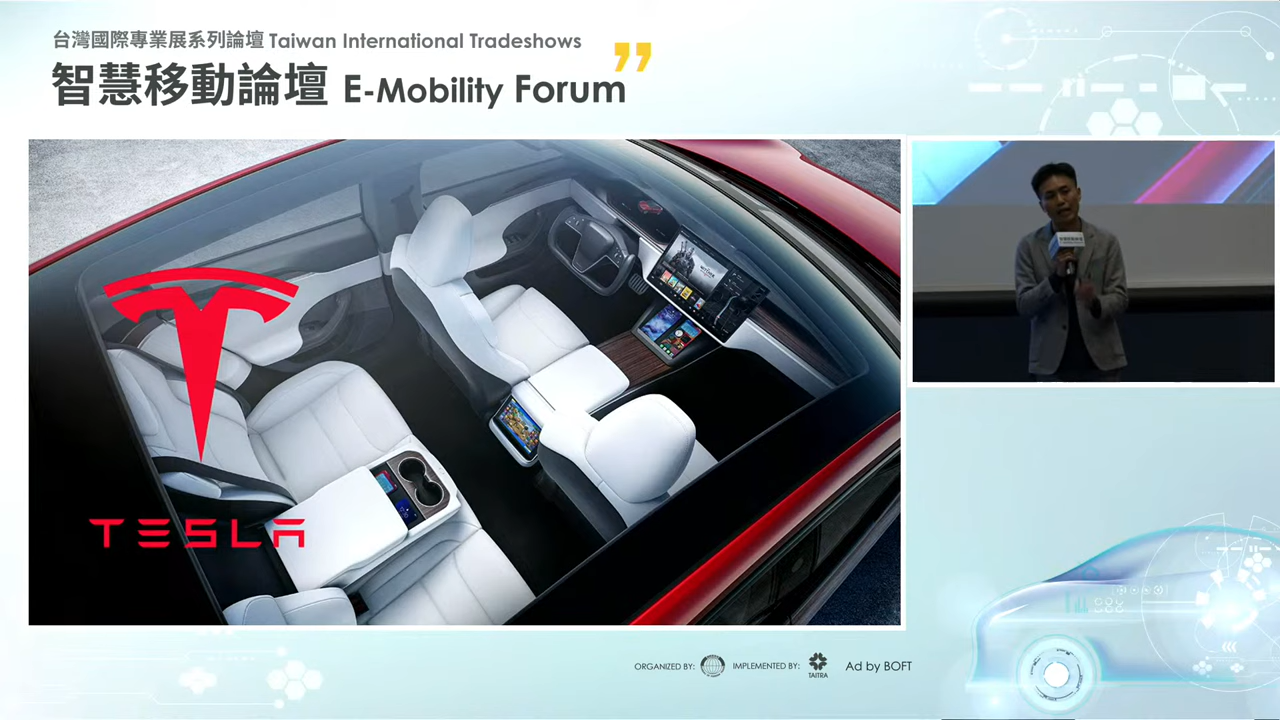 台灣國際專業展系列論壇 Taiwan International Tradeshows
智慧移動論壇 E-Mobility Forum
TESLA
ORGANIZED BY:
IMPLEMENTED BY:
TAITRA
Ad by BOFT